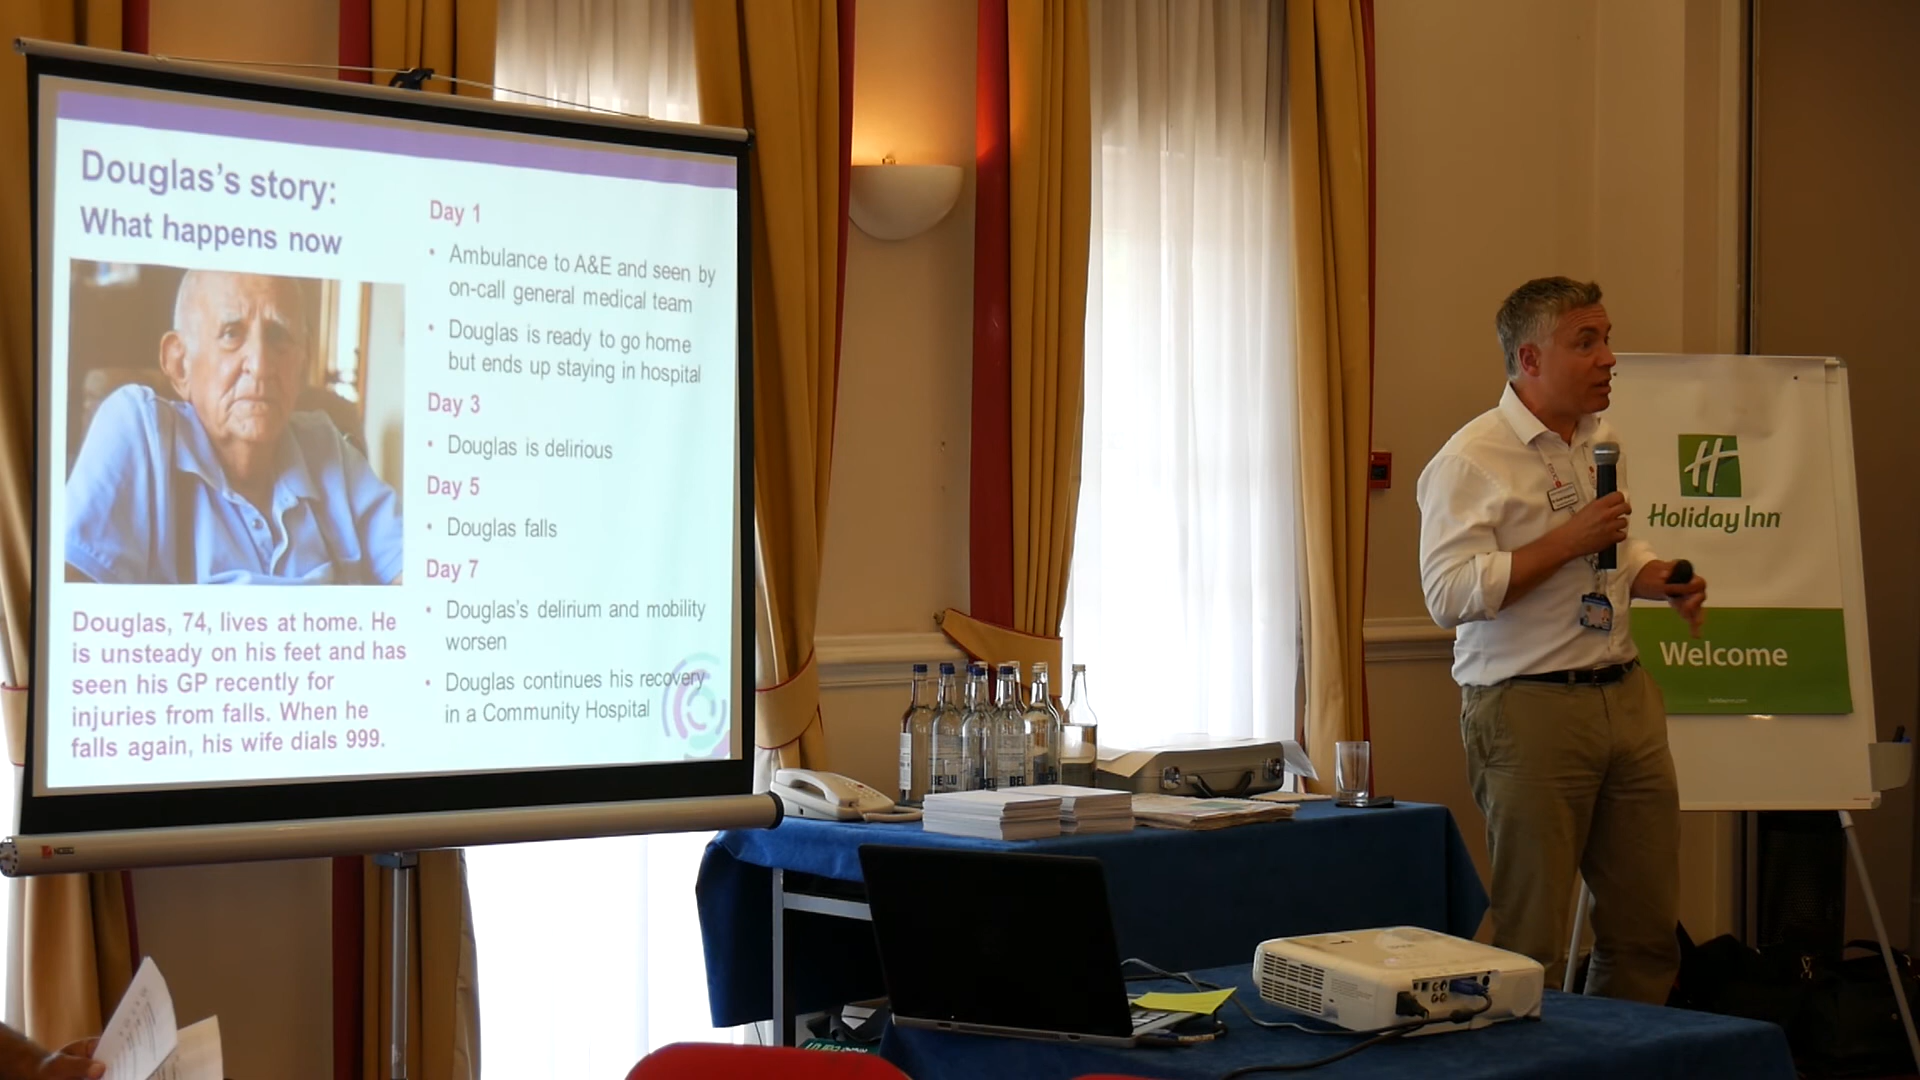 Douglas's story:
What happens now
Douglas, 74, lives at home. He
is unsteady on his feet and has
seen his GP recently for
injuries from falls. When he
falls again, his wife dials 999.
Day 1
• Ambulance to A&E and seen by
on-call general medical team
• Douglas is ready to go home
but ends up staying in hospital
Day 3
• Douglas is delirious
Day 5
• Douglas falls
Day 7
• Douglas's delirium and mobility
worsen
• Douglas continues his recovery
in a Community Hospital
H
Holiday Inn
Welcome
BELU